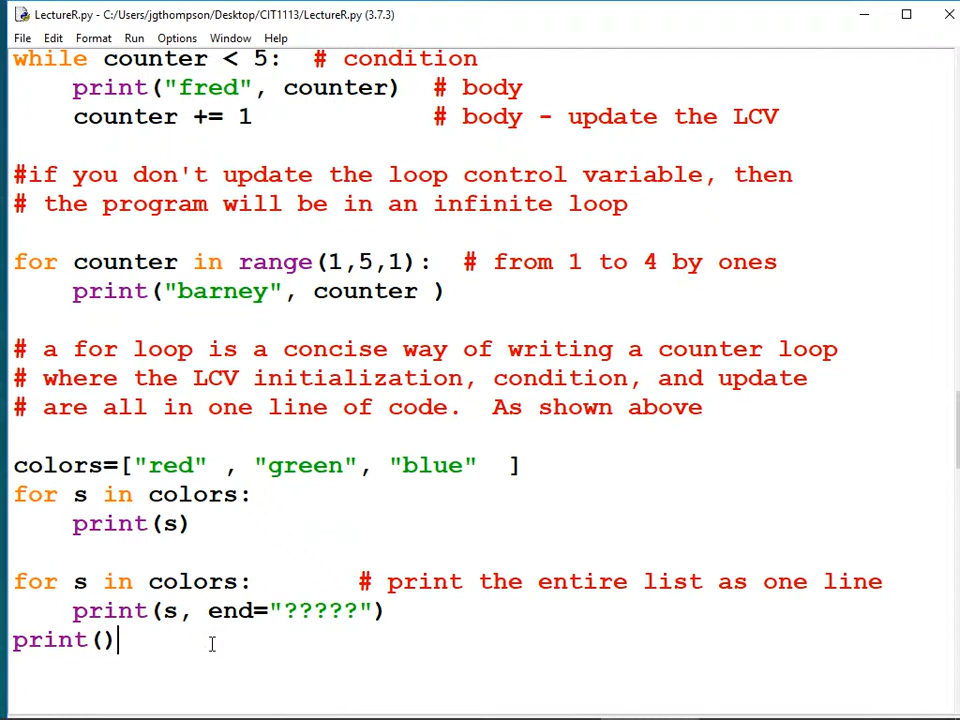 LectureR.py - C:/Users/jgthompson/Desktop/CIT1113/LectureR.py (3.7.3)
File Edit Format Run Options Window Help
while counter < 5:  # condition
    print("fred", counter)  # body
    counter += 1            # body - update the LCV

#if you don't update the loop control variable, then
# the program will be in an infinite loop

for counter in range(1,5,1):  # from 1 to 4 by ones
    print("barney", counter )

# a for loop is a concise way of writing a counter loop
# where the LCV initialization, condition, and update
# are all in one line of code.  As shown above

colors=["red" , "green", "blue"  ]
for s in colors:
    print(s)

for s in colors:       # print the entire list as one line
    print(s, end="?????")
print()